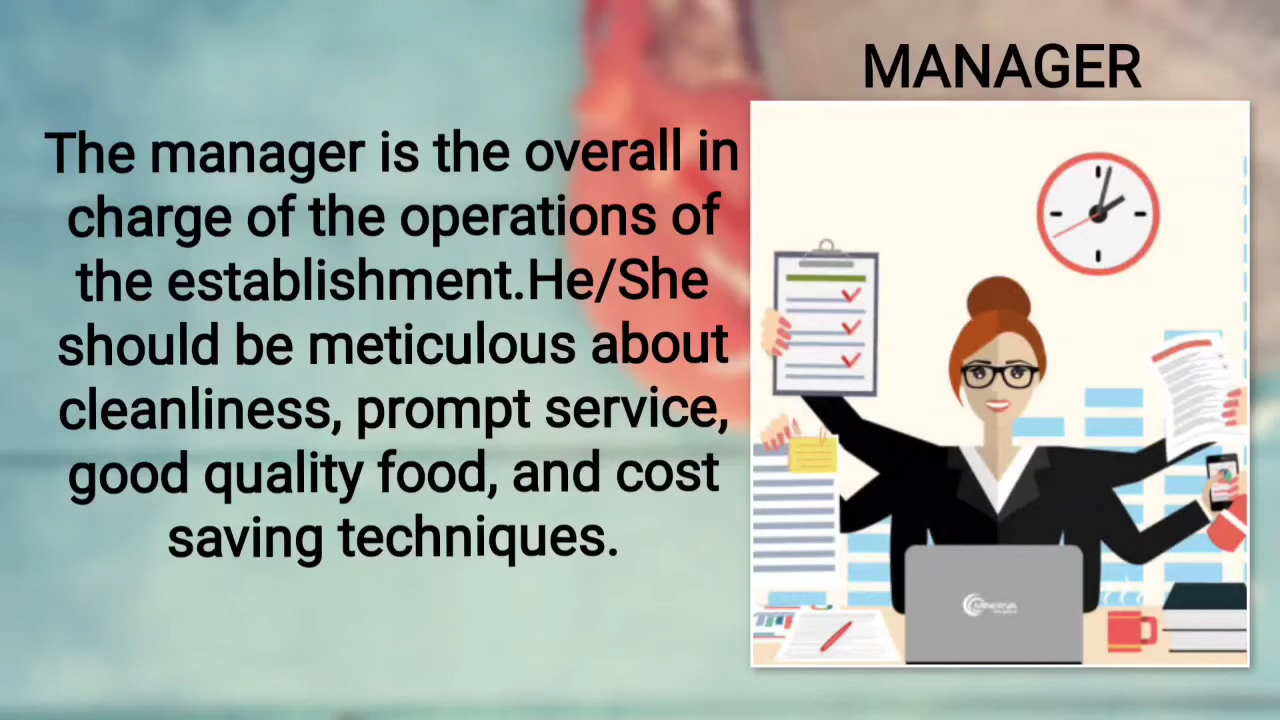 MANAGER
The manager is the overall in
charge of the operations of
the establishment.He/She
should be meticulous about
cleanliness, prompt service,
good quality food, and cost
saving techniques.
MINERVA